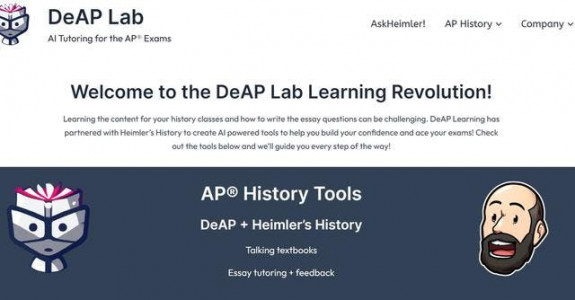 DeAP Lab
AI Tutoring for the AP® Exams
AskHeimler!
AP History
Company
Welcome to the DeAP Lab Learning Revolution!
Learning the content for your history classes and how to write the essay questions can be challenging. DeAP Learning has
partnered with Heimler's History to create AI powered tools to help you build your confidence and ace your exams! Check
out the tools below and we'll guide you every step of the way!
AP® History Tools
DeAP + Heimler's History
Talking textbooks
Essay tutoring + feedback